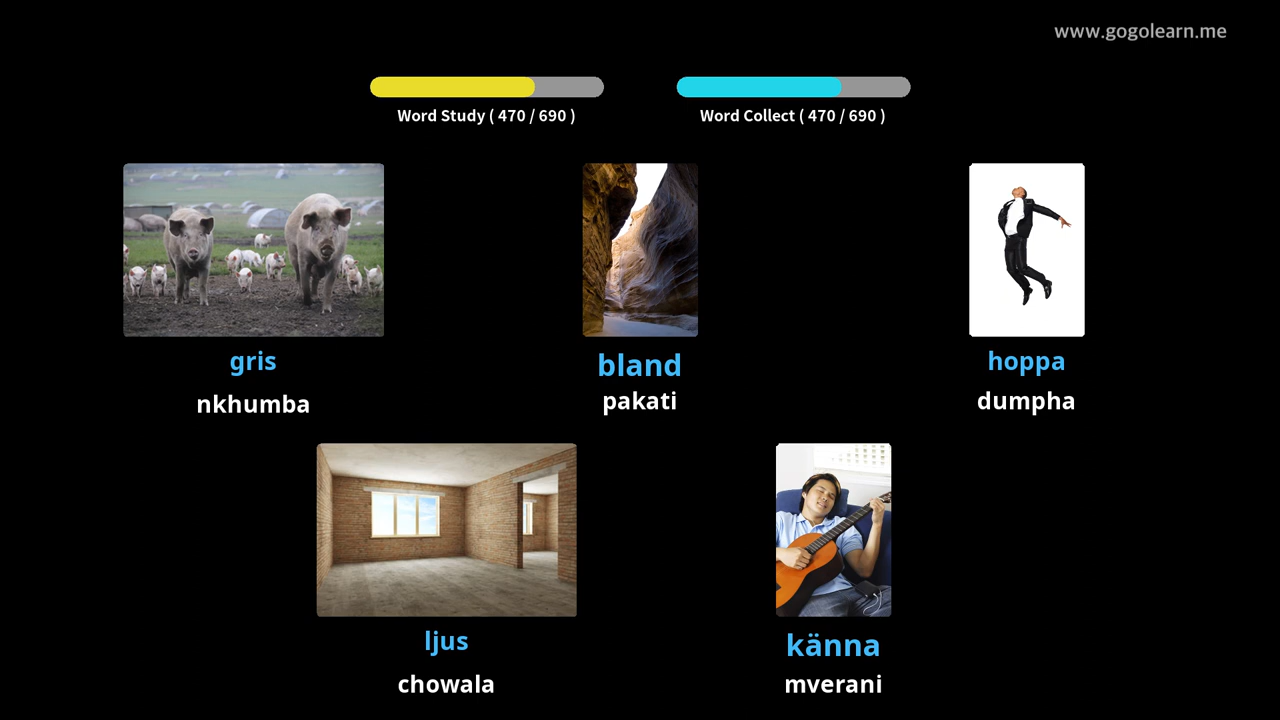 www.gogolearn.me
Word Study ( 470 / 690 )
Word Collect ( 470 / 690 )
gris
nkhumba
bland
pakati
hoppa
dumpha
ljus
chowala
känna
mverani